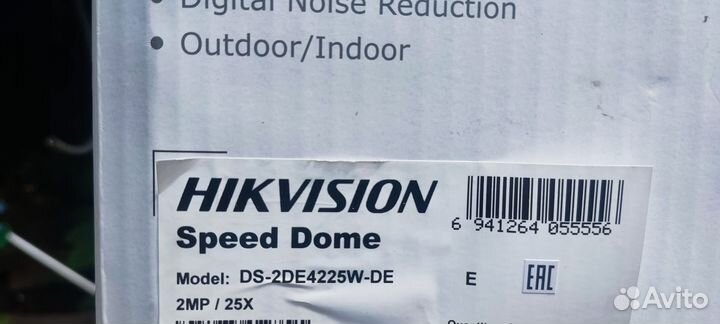 • Digital Noise Reduction
• Outdoor/Indoor
HIKVISION
6 941264 055556
Speed Dome
Model: DS-2DE4225W-DE E EAC
2MP / 25X
Avito